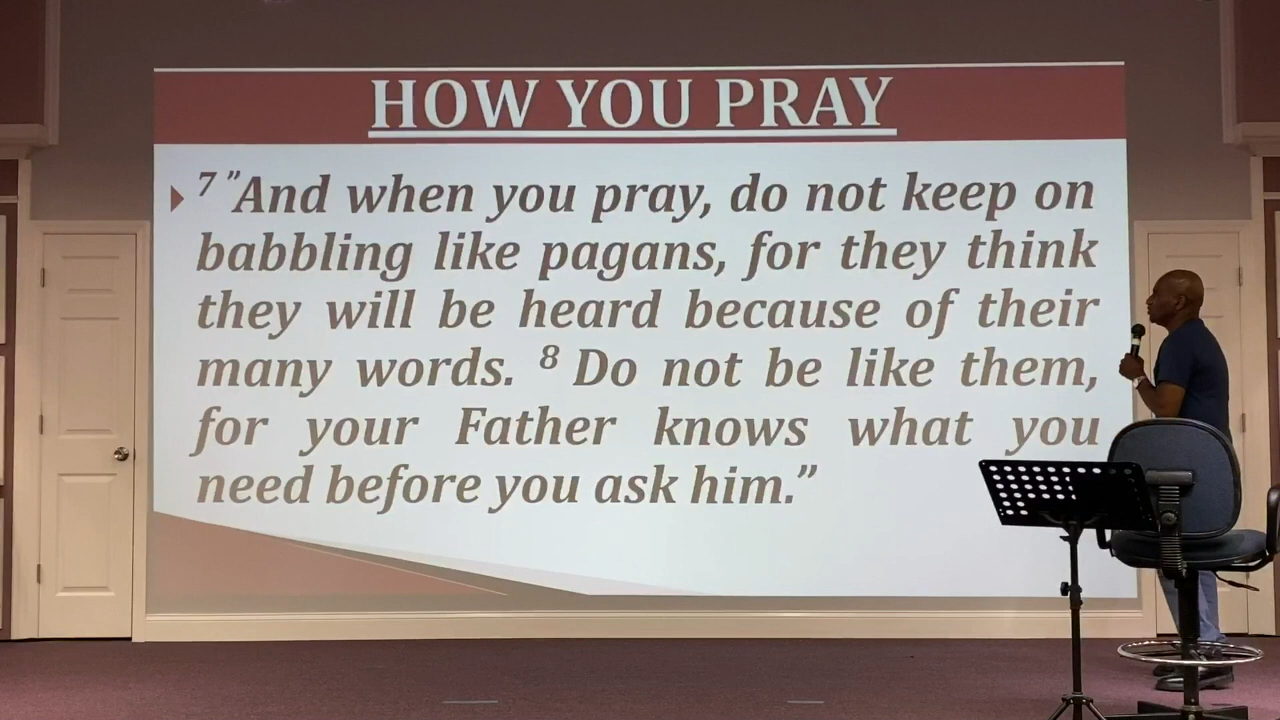 HOW YOU PRAY
7 "And when you pray, do not keep on
babbling like pagans, for they think
they will be heard because of their
many words. 8 Do not be like them,
for your Father knows what you
need before you ask him.”